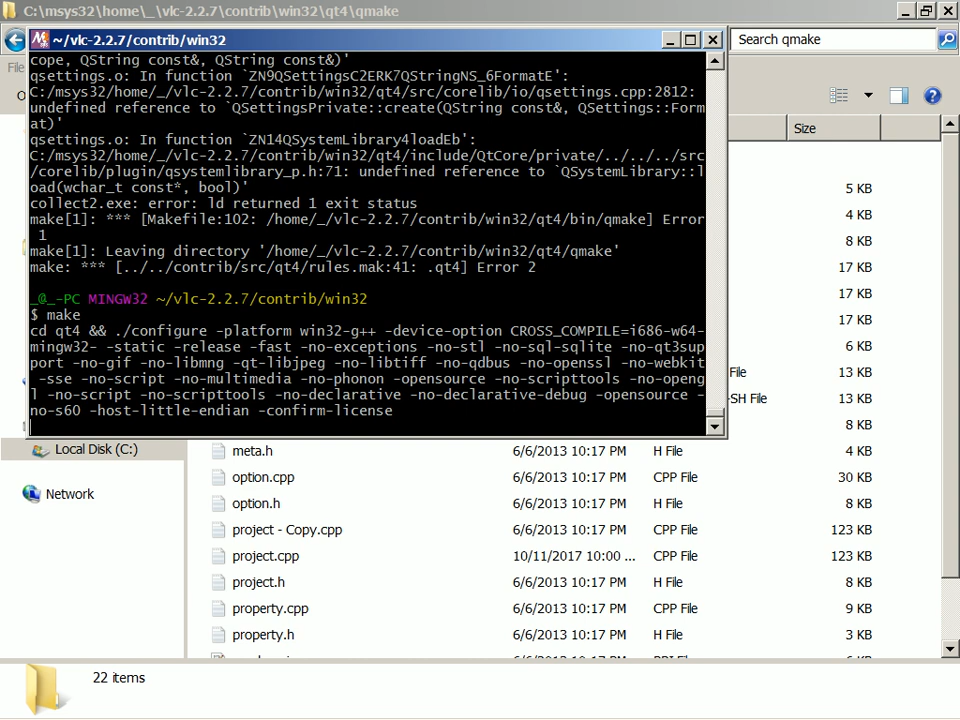 C:\msys32\home\_\vlc-2.2.7\contrib\win32\qt4\qmake
~/vlc-2.2.7/contrib/win32
Search qmake
cope, QString const&, QString const&)'
qsettings.o: In function `ZN9QSettingsC2ERK7QStringNS_6FormatE':
C:/msys32/home/_/vlc-2.2.7/contrib/win32/qt4/src/corelib/io/qsettings.cpp:2812:
undefined reference to `QSettingsPrivate::create(QString const&, QSettings::Form
at)'
qsettings.o: In function `ZN14QSystemLibrary4loadEb':
C:/msys32/home/_/vlc-2.2.7/contrib/win32/qt4/include/QtCore/private/../../../src
/corelib/plugin/qsystemlibrary_p.h:71: undefined reference to `QSystemLibrary::l
oad(wchar_t const*, bool)'
collect2.exe: error: ld returned 1 exit status
make[1]: *** [Makefile:102: /home/_/vlc-2.2.7/contrib/win32/qt4/bin/qmake] Error
1
make[1]: Leaving directory '/home/_/vlc-2.2.7/contrib/win32/qt4/qmake'
make: *** [../../contrib/src/qt4/rules.mak:41: .qt4] Error 2
_@_-PC MINGW32 ~/vlc-2.2.7/contrib/win32
$ make
cd qt4 && ./configure -platform win32-g++ -device-option CROSS_COMPILE=i686-w64-
mingw32- -static -release -fast -no-exceptions -no-stl -no-sql-sqlite -no-qt3sup
port -no-gif -no-libmng -qt-libjpeg -no-libtiff -no-qdbus -no-openssl -no-webkit
-sse -no-script -no-multimedia -no-phonon -opensource -no-scripttools -no-openg
l -no-script -no-scripttools -no-declarative -no-declarative-debug -opensource -
no-s60 -host-little-endian -confirm-license
Size
5 KB
4 KB
8 KB
17 KB
17 KB
17 KB
6 KB
File 13 KB
-SH File 13 KB
8 KB
Local Disk (C:)
Network
meta.h 6/6/2013 10:17 PM H File 4 KB
option.cpp 6/6/2013 10:17 PM CPP File 30 KB
option.h 6/6/2013 10:17 PM H File 8 KB
project - Copy.cpp 6/6/2013 10:17 PM CPP File 123 KB
project.cpp 10/11/2017 10:00 ... CPP File 123 KB
project.h 6/6/2013 10:17 PM H File 8 KB
property.cpp 6/6/2013 10:17 PM CPP File 9 KB
property.h 6/6/2013 10:17 PM H File 3 KB
22 items